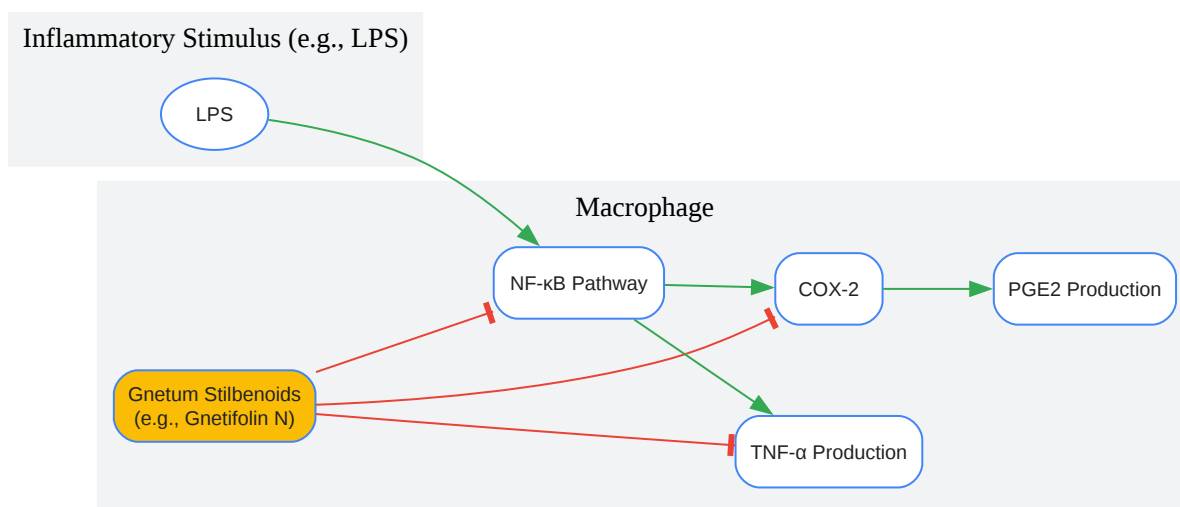 Inflammatory Stimulus (e.g., LPS)
LPS
Macrophage
NF-κB Pathway
COX-2
PGE2 Production
Gnetum Stilbenoids
(e.g., Gnetifolin N)
TNF-α Production